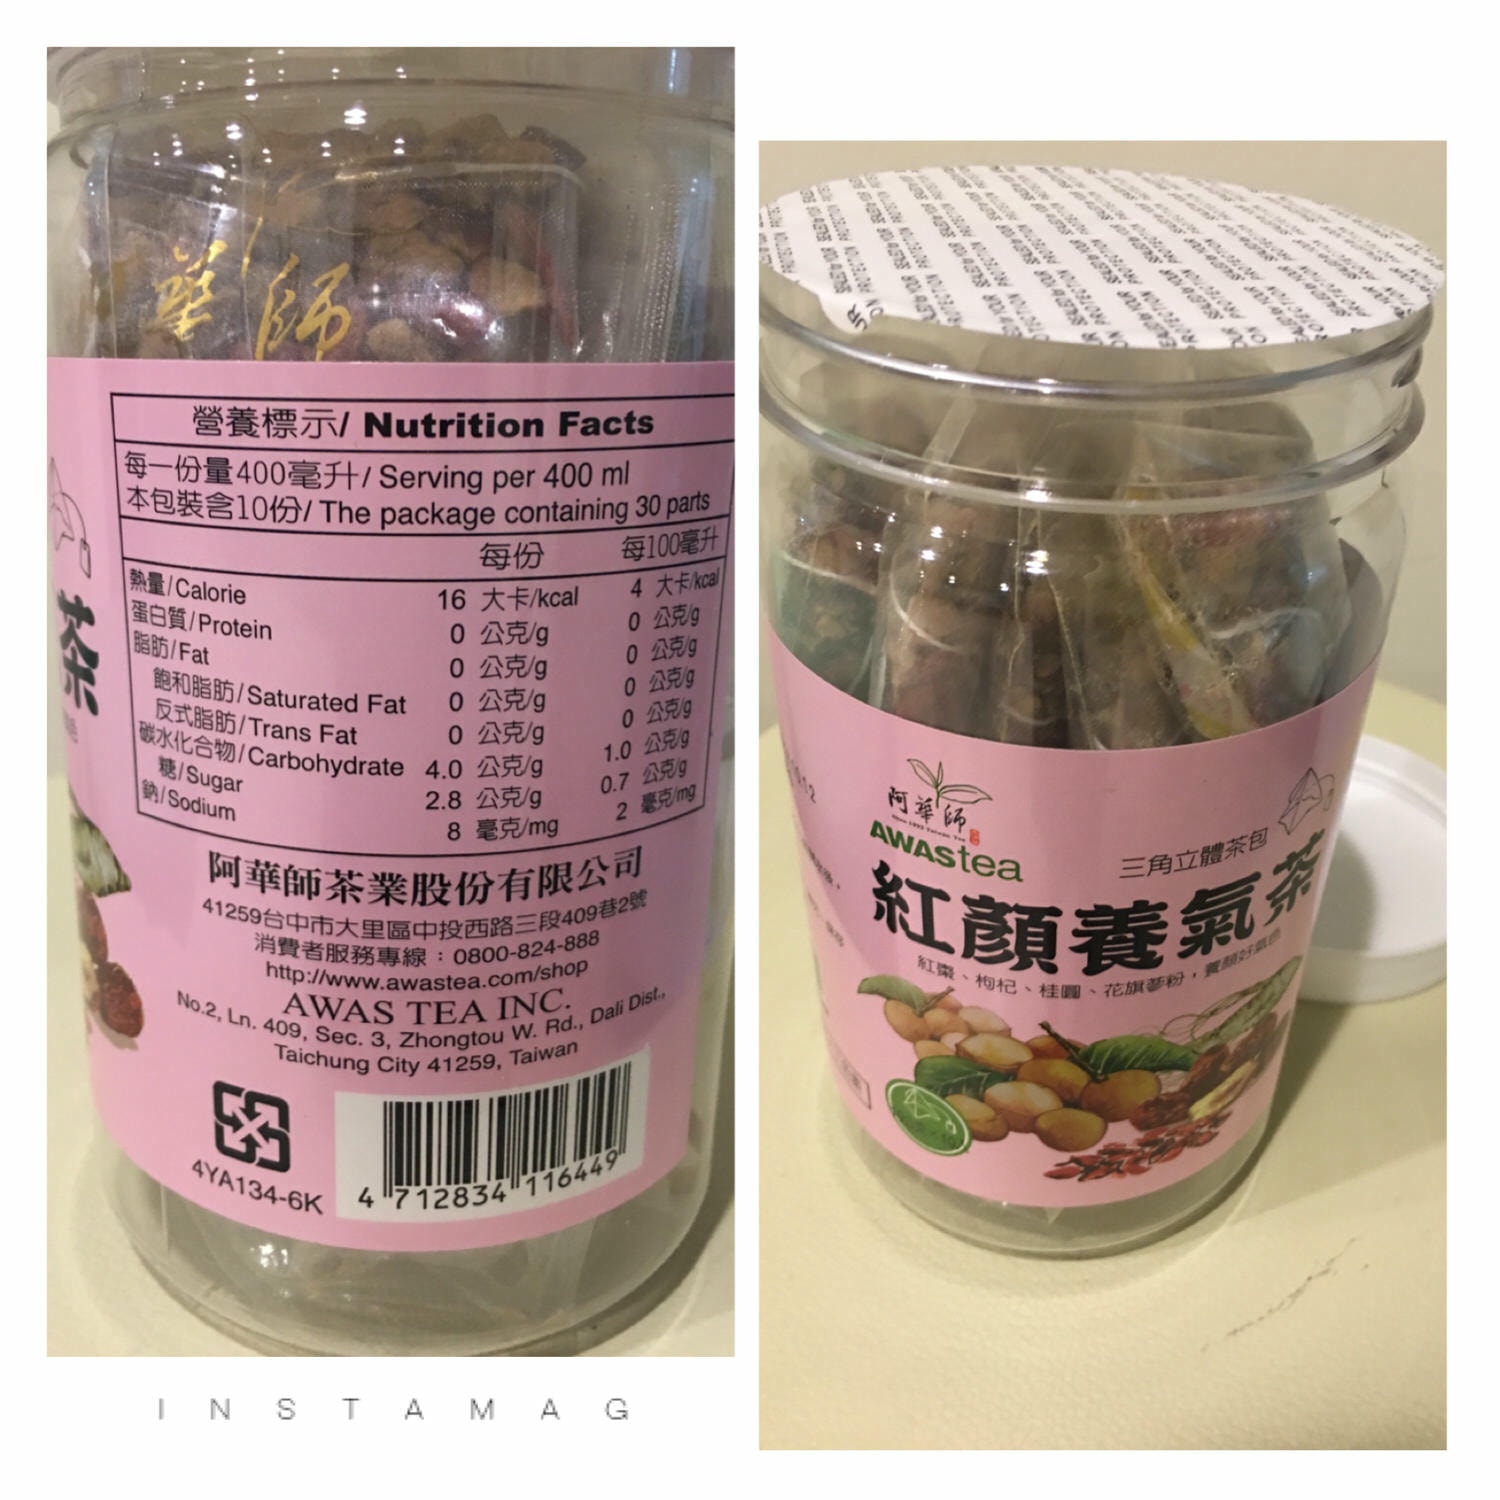 華師
營養標示/ Nutrition Facts
每一份量400毫升/ Serving per 400 ml
本包裝含10份/ The package containing 30 parts
每份 每100毫升
熱量/Calorie 16 大卡/kcal 4 大卡/kcal
蛋白質/Protein 0 公克/g 0 公克/g
脂肪/Fat 0 公克/g 0 公克/g
飽和脂肪/Saturated Fat 0 公克/g 0 公克/g
反式脂肪/Trans Fat 0 公克/g 0 公克/g
碳水化合物/Carbohydrate 4.0 公克/g 1.0 公克/g
糖/Sugar 2.8 公克/g 0.7 公克/g
鈉/Sodium 8 毫克/mg 2 毫克/mg
茶
阿華師茶業股份有限公司
41259台中市大里區中投西路三段409巷2號
消費者服務專線：0800-824-888
http://www.awastea.com/shop
AWAS TEA INC.
No.2, Ln. 409, Sec. 3, Zhongtou W. Rd., Dali Dist.,
Taichung City 41259, Taiwan
4YA134-6K
4 712834 116449
INSTAMAG
SEALED for YOUR PROTECTION
阿華師
AWAStea
三角立體茶包
紅顏養氣茶
紅棗、枸杞、桂圓、花旗蔘粉，養顏好氣色